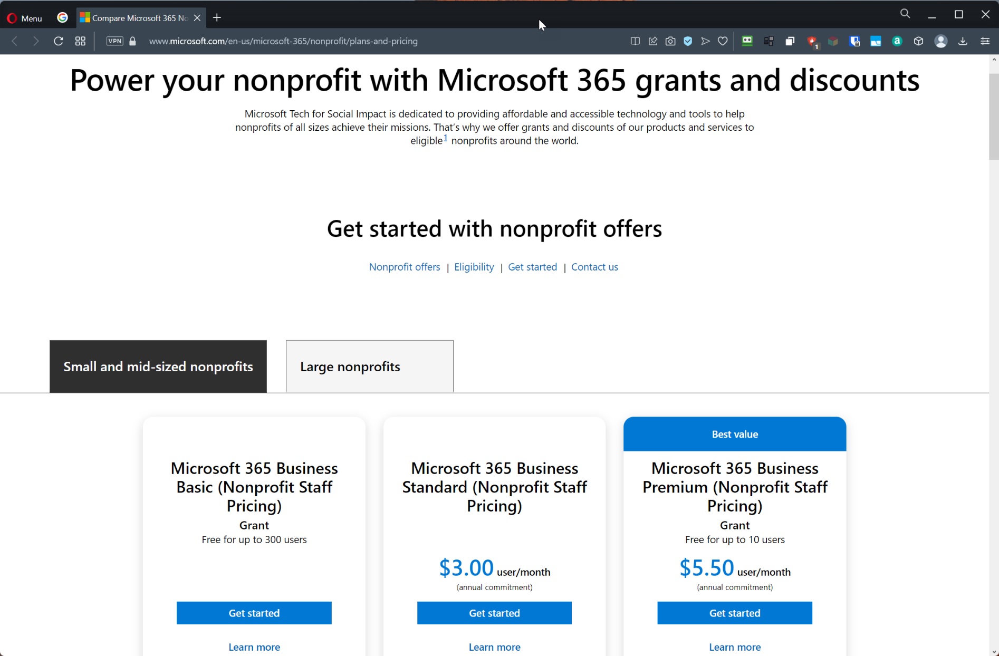 Menu
Compare Microsoft 365 No
VPN
www.microsoft.com/en-us/microsoft-365/nonprofit/plans-and-pricing
1
a
Power your nonprofit with Microsoft 365 grants and discounts
Microsoft Tech for Social Impact is dedicated to providing affordable and accessible technology and tools to help
nonprofits of all sizes achieve their missions. That’s why we offer grants and discounts of our products and services to
eligible1 nonprofits around the world.
Get started with nonprofit offers
Nonprofit offers | Eligibility | Get started | Contact us
Small and mid-sized nonprofits
Large nonprofits
Microsoft 365 Business
Basic (Nonprofit Staff
Pricing)
Grant
Free for up to 300 users
Get started
Learn more
Microsoft 365 Business
Standard (Nonprofit Staff
Pricing)
$3.00 user/month
(annual commitment)
Get started
Learn more
Best value
Microsoft 365 Business
Premium (Nonprofit Staff
Pricing)
Grant
Free for up to 10 users
$5.50 user/month
(annual commitment)
Get started
Learn more